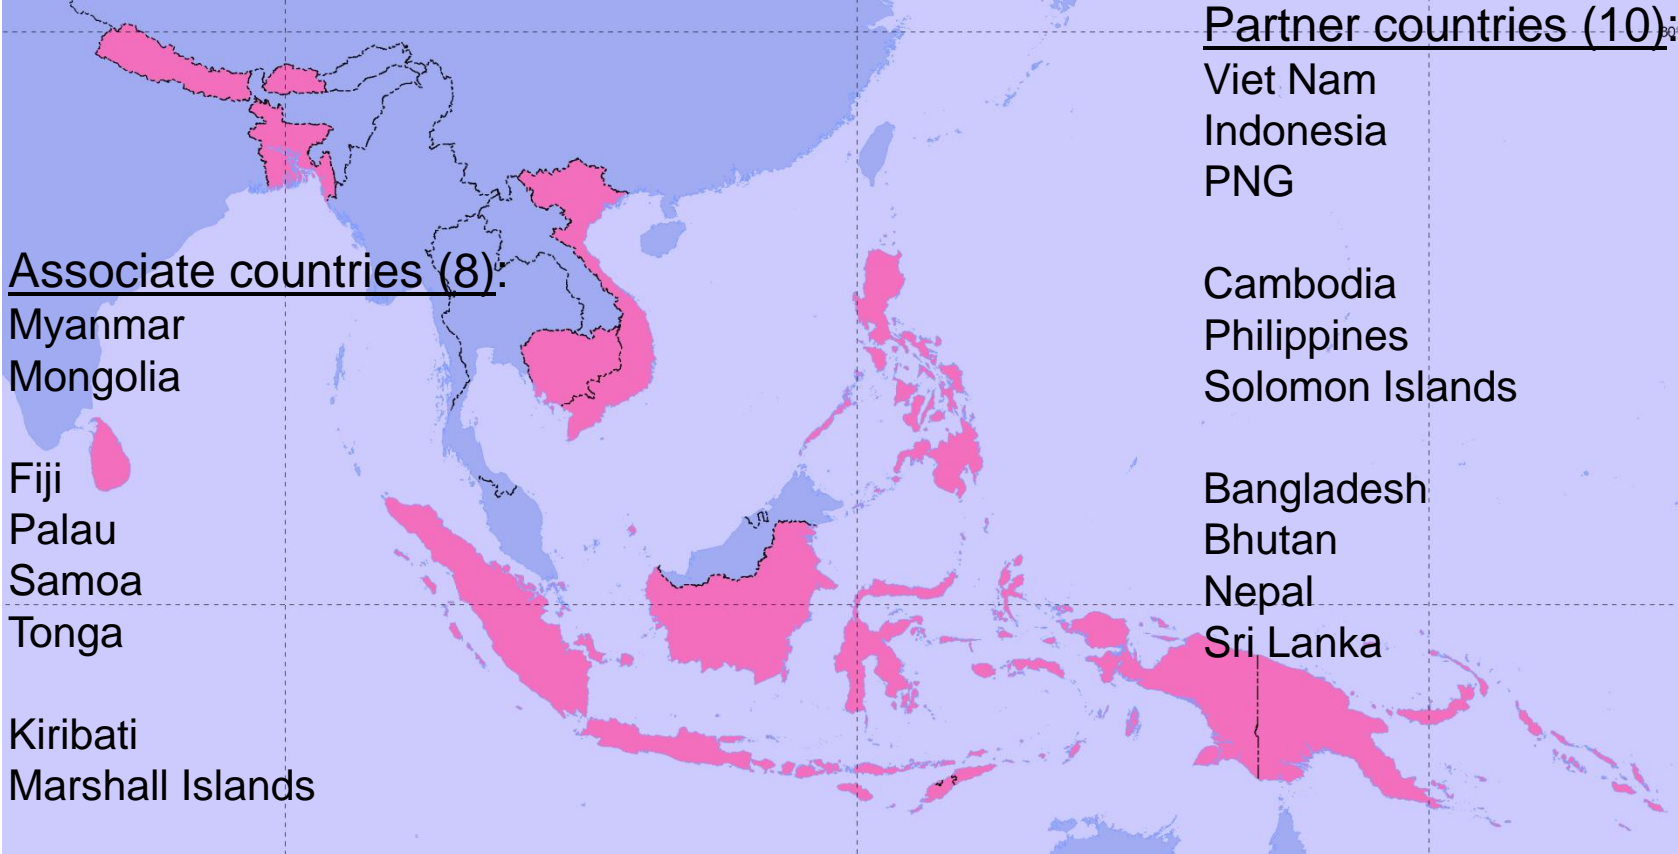 Partner countries (10):
Viet Nam
Indonesia
PNG
Cambodia
Philippines
Solomon Islands
Bangladesh
Bhutan
Nepal
Sri Lanka
Associate countries (8):
Myanmar
Mongolia
Fiji
Palau
Samoa
Tonga
Kiribati
Marshall Islands